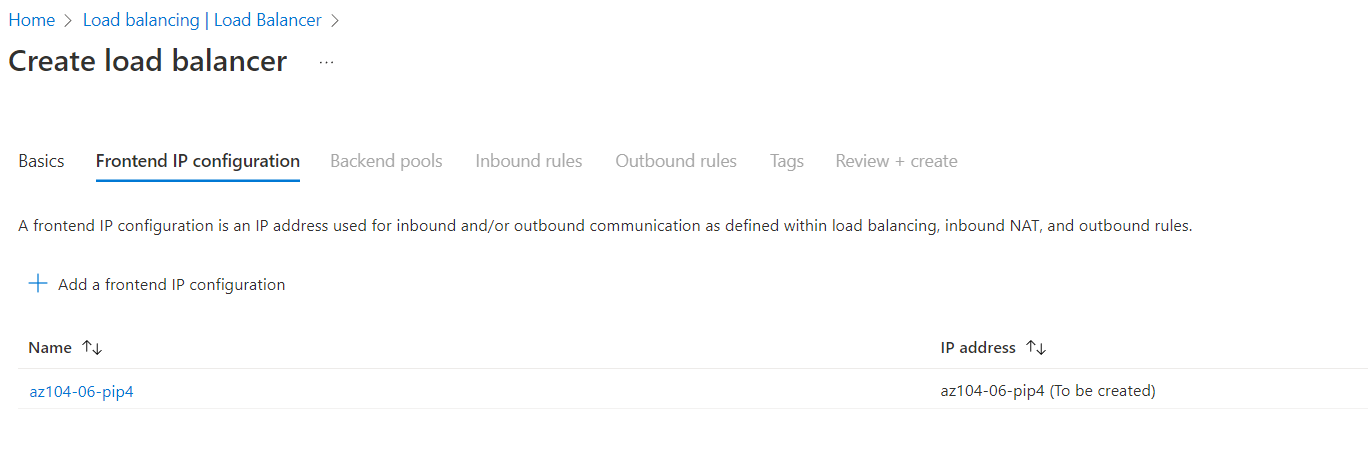 Home > Load balancing | Load Balancer >
Create load balancer ...
Basics Frontend IP configuration Backend pools Inbound rules Outbound rules Tags Review + create
A frontend IP configuration is an IP address used for inbound and/or outbound communication as defined within load balancing, inbound NAT, and outbound rules.
+ Add a frontend IP configuration
Name ↑↓ IP address ↑↓
az104-06-pip4 az104-06-pip4 (To be created)